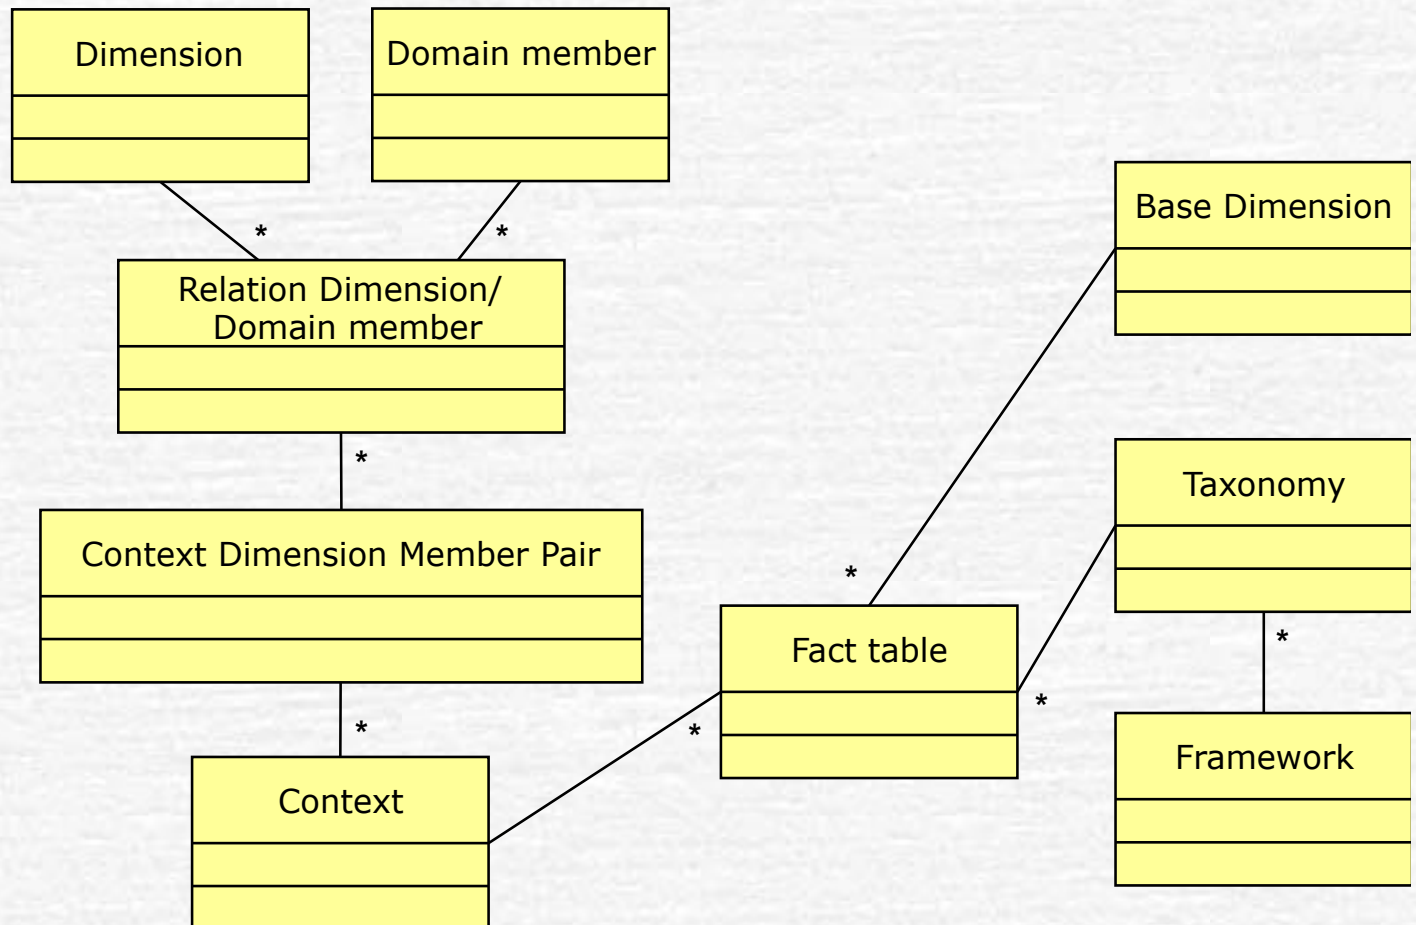 Dimension
Domain member
*
*
Relation Dimension/
Domain member
*
Context Dimension Member Pair
*
Context
Base Dimension
*
Fact table
*
*
Taxonomy
*
Framework